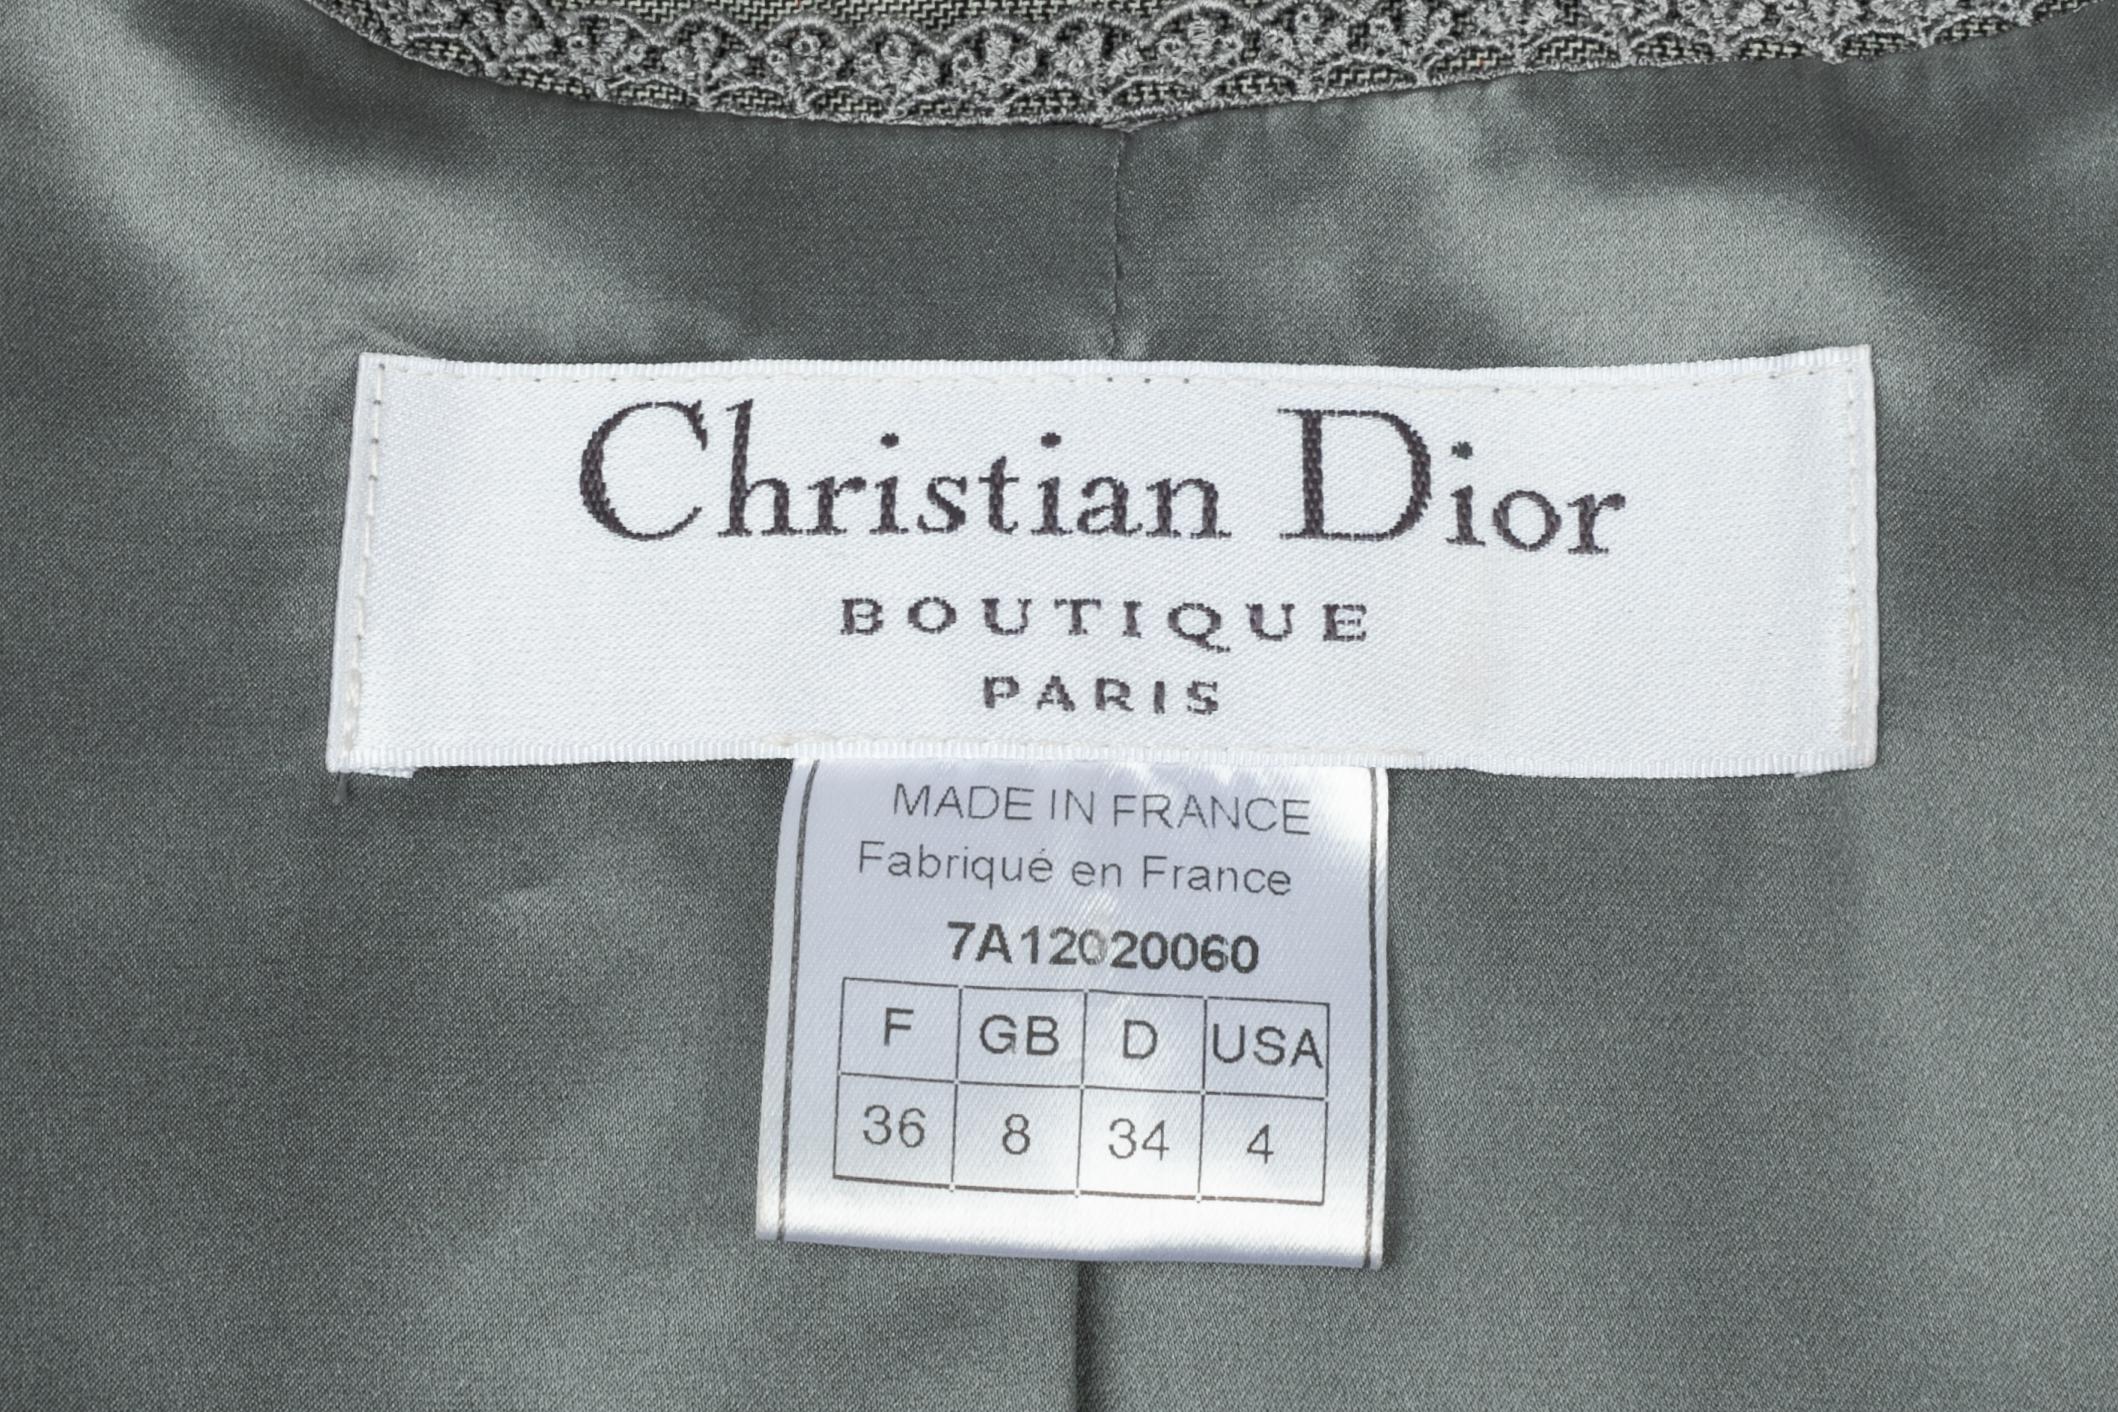 Christian Dior
BOUTIQUE
PARIS
MADE IN FRANCE
Fabriqué en France
7A12020060
F GB D USA
36 8 34 4